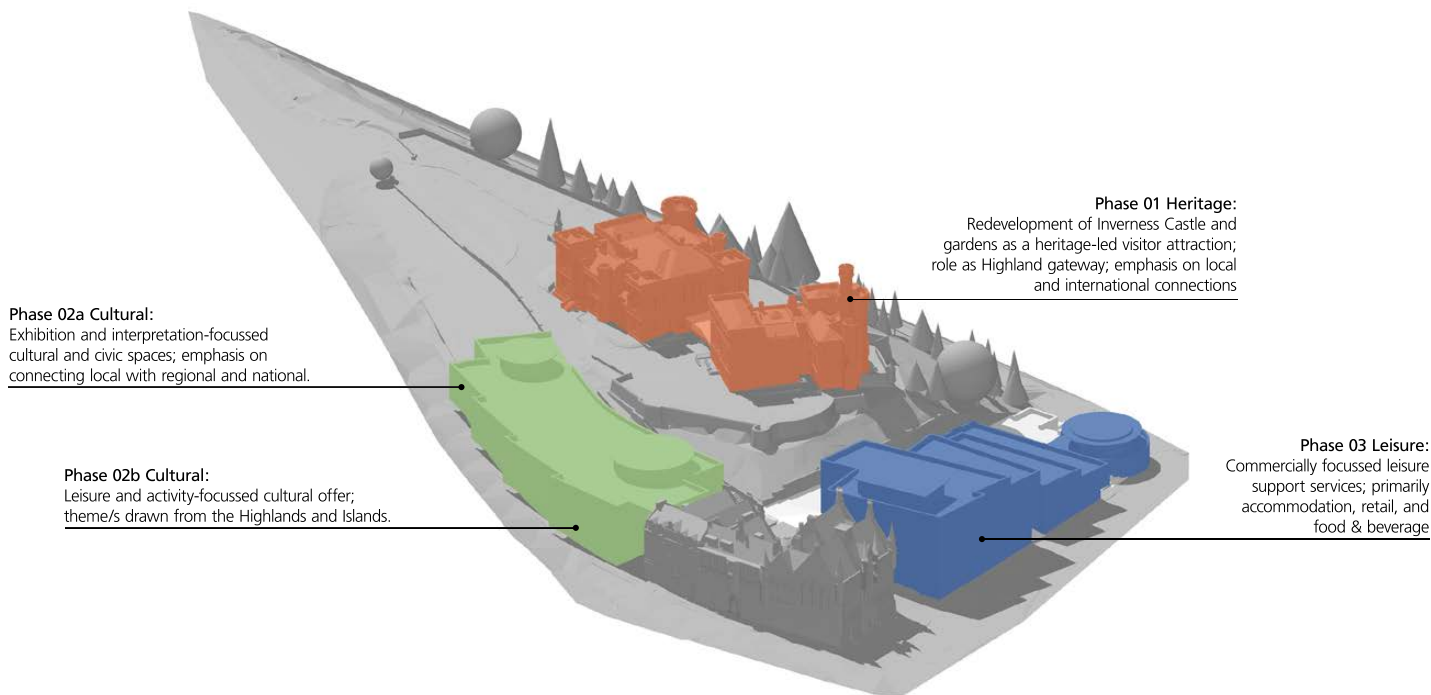 Phase 01 Heritage:
Redevelopment of Inverness Castle and
gardens as a heritage-led visitor attraction;
role as Highland gateway; emphasis on local
and international connections
Phase 02a Cultural:
Exhibition and interpretation-focussed
cultural and civic spaces; emphasis on
connecting local with regional and national.
Phase 02b Cultural:
Leisure and activity-focussed cultural offer;
theme/s drawn from the Highlands and Islands.
Phase 03 Leisure:
Commercially focussed leisure
support services; primarily
accommodation, retail, and
food & beverage